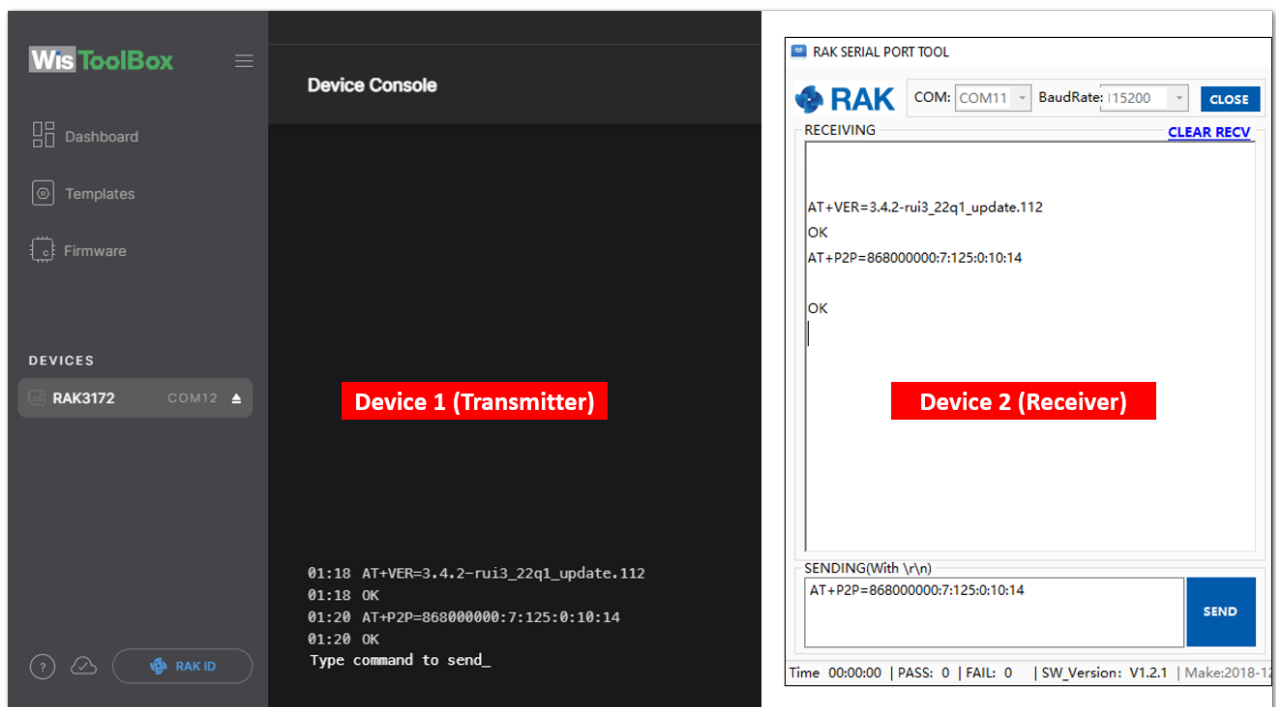 WisToolBox
Dashboard
Templates
Firmware
DEVICES
RAK3172 COM12
? RAK ID
Device Console
Device 1 (Transmitter)
01:18 AT+VER=3.4.2-rui3_22q1_update.112
01:18 OK
01:20 AT+P2P=868000000:7:125:0:10:14
01:20 OK
Type command to send_
RAK SERIAL PORT TOOL
RAK COM: COM11 BaudRate: 115200 CLOSE
RECEIVING CLEAR RECV
AT+VER=3.4.2-rui3_22q1_update.112
OK
AT+P2P=868000000:7:125:0:10:14
OK
Device 2 (Receiver)
SENDING(With \r\n)
AT+P2P=868000000:7:125:0:10:14
SEND
Time 00:00:00 | PASS: 0 | FAIL: 0 | SW_Version: V1.2.1 | Make:2018-12